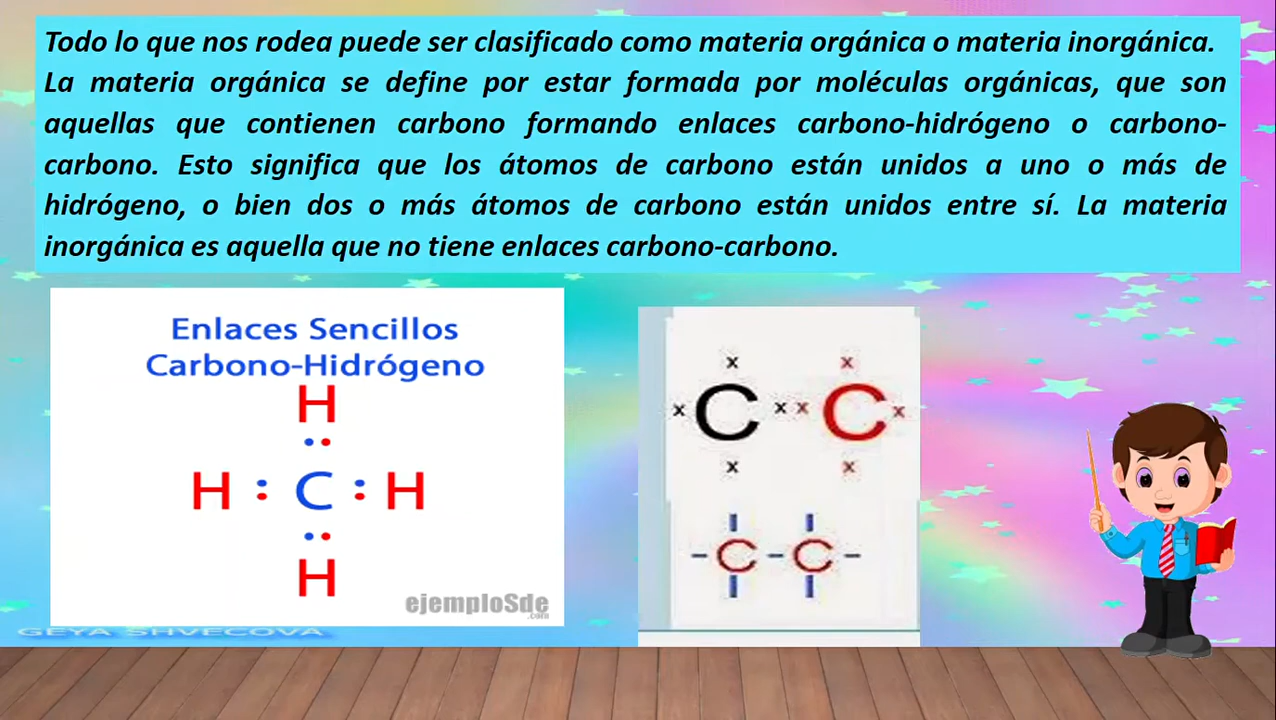 Todo lo que nos rodea puede ser clasificado como materia orgánica o materia inorgánica.
La materia orgánica se define por estar formada por moléculas orgánicas, que son
aquellas que contienen carbono formando enlaces carbono-hidrógeno o carbono-
carbono. Esto significa que los átomos de carbono están unidos a uno o más de
hidrógeno, o bien dos o más átomos de carbono están unidos entre sí. La materia
inorgánica es aquella que no tiene enlaces carbono-carbono.
Enlaces Sencillos
Carbono-Hidrógeno
H
H : C : H
H
ejemploSde
.com
x x
x C x x C x
x x
C C
GEYA SHVECOVA